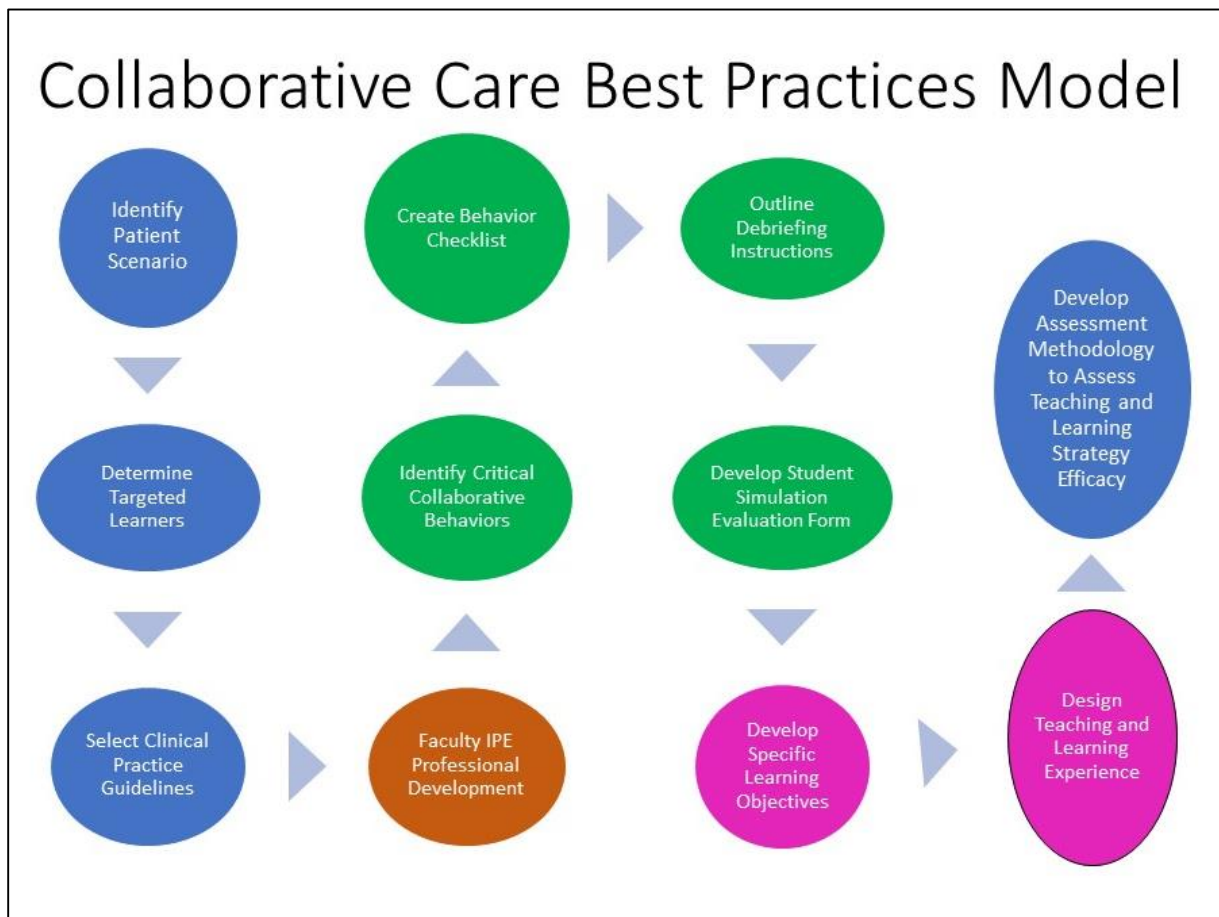 Collaborative Care Best Practices Model
Identify
Patient
Scenario
Determine
Targeted
Learners
Select Clinical
Practice
Guidelines
Faculty IPE
Professional
Development
Identify Critical
Collaborative
Behaviors
Create Behavior
Checklist
Outline
Debriefing
Instructions
Develop Student
Simulation
Evaluation Form
Develop
Specific
Learning
Objectives
Design
Teaching and
Learning
Experience
Develop
Assessment
Methodology
to Assess
Teaching and
Learning
Strategy
Efficacy